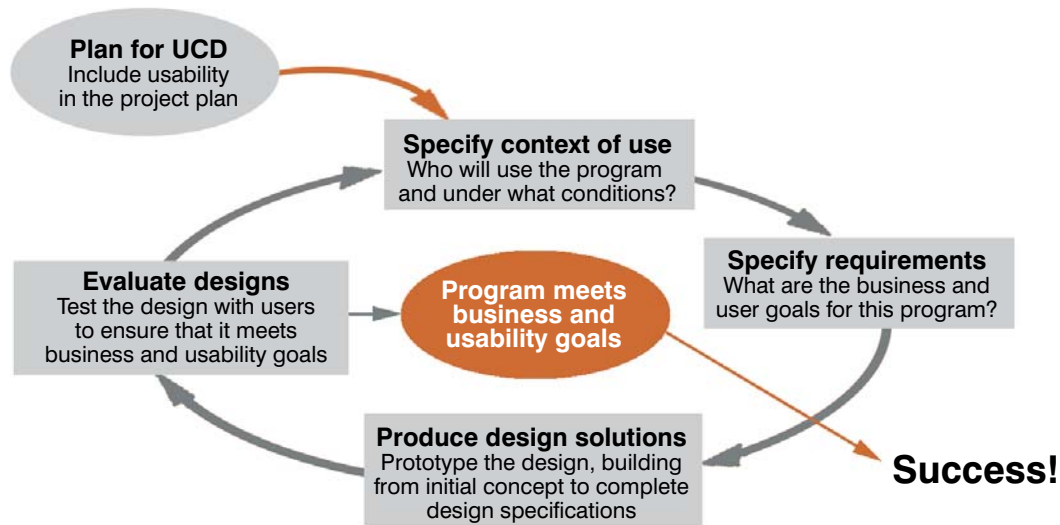 Plan for UCD
Include usability
in the project plan
Specify context of use
Who will use the program
and under what conditions?
Specify requirements
What are the business and
user goals for this program?
Produce design solutions
Prototype the design, building
from initial concept to complete
design specifications
Evaluate designs
Test the design with users
to ensure that it meets
business and usability goals
Program meets
business and
usability goals
Success!